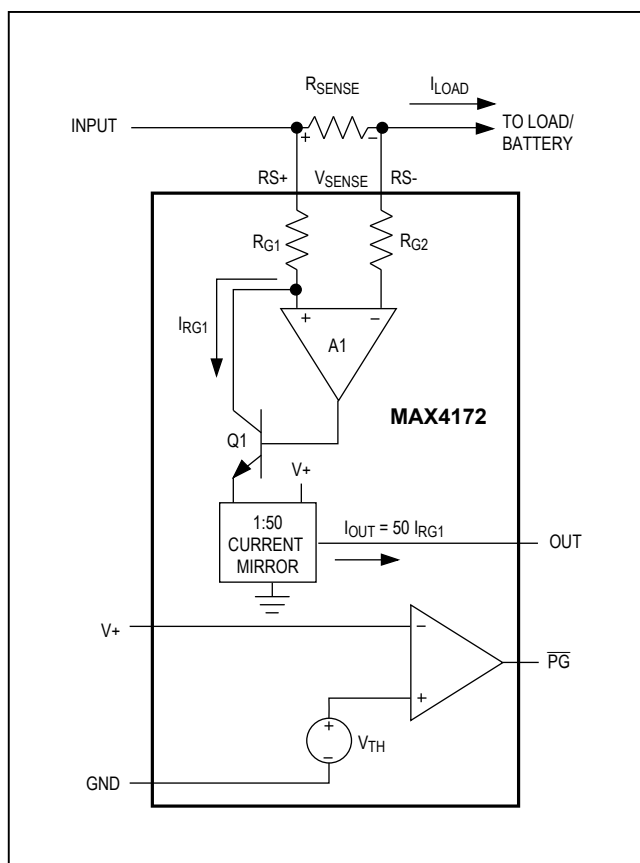 RSENSE
ILOAD
INPUT
+
−
TO LOAD/
BATTERY
RS+
VSENSE
RS-
RG1
RG2
IRG1
+
−
A1
MAX4172
Q1
V+
1:50
CURRENT
MIRROR
IOUT = 50 IRG1
OUT
V+
−
PG
+
+
−
VTH
GND